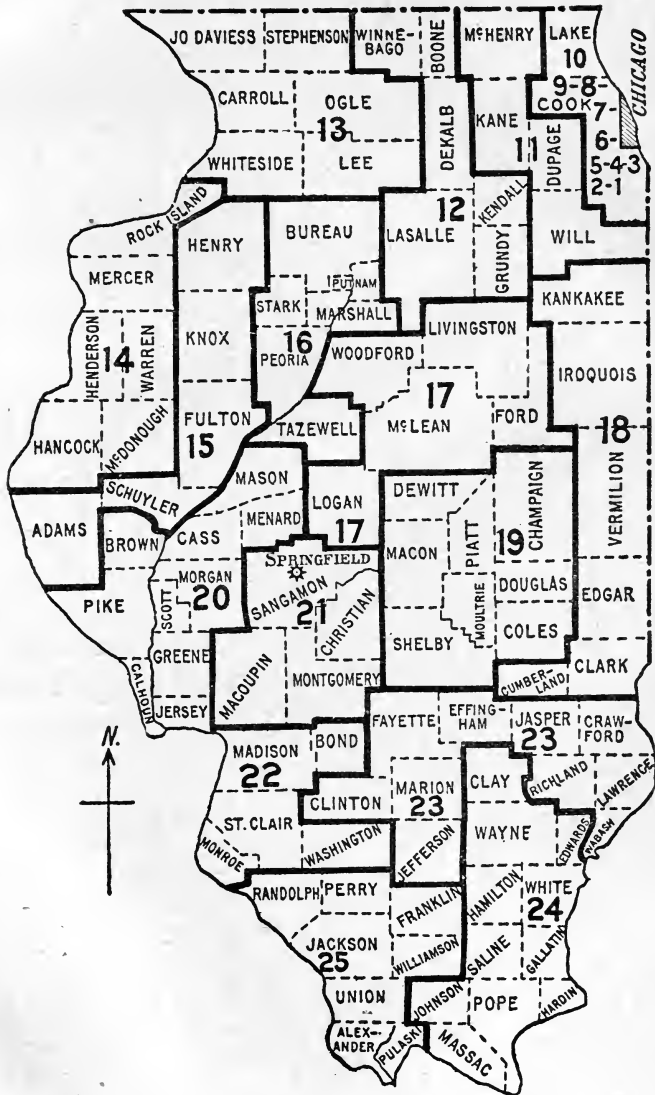 JO DAVIESS
STEPHENSON
WINNE-
BAGO
BOONE
McHENRY
LAKE
10
CHICAGO
9-8-
COOK
7-
6-
5-4-3
2-1
CARROLL
OGLE
13
DEKALB
KANE
11
DUPAGE
WHITESIDE
LEE
ROCK ISLAND
HENRY
BUREAU
LASALLE
12
KENDALL
GRUNDY
WILL
MERCER
PUTNAM
STARK
MARSHALL
KANKAKEE
HENDERSON
WARREN
14
KNOX
16
PEORIA
WOODFORD
LIVINGSTON
IROQUOIS
17
McLEAN
FORD
18
HANCOCK
McDONOUGH
FULTON
15
TAZEWELL
MASON
SCHUYLER
LOGAN
17
DEWITT
CHAMPAIGN
VERMILION
ADAMS
BROWN
CASS
MENARD
MACON
PIATT
19
SPRINGFIELD
MORGAN
20
SANGAMON
21
CHRISTIAN
DOUGLAS
EDGAR
PIKE
SCOTT
MOULTRIE
SHELBY
COLES
GREENE
CALHOUN
MACOUPIN
MONTGOMERY
CUMBER-
LAND
CLARK
JERSEY
N.
FAYETTE
EFFING-
HAM
JASPER
23
CRAW-
FORD
MADISON
22
BOND
CLINTON
MARION
23
CLAY
RICHLAND
LAWRENCE
ST. CLAIR
MONROE
WASHINGTON
JEFFERSON
WAYNE
EDWARDS
WABASH
RANDOLPH
PERRY
FRANKLIN
HAMILTON
WHITE
24
JACKSON
25
WILLIAMSON
SALINE
GALLATIN
UNION
JOHNSON
POPE
HARDIN
ALEX-
ANDER
PULASKI
MASSAC